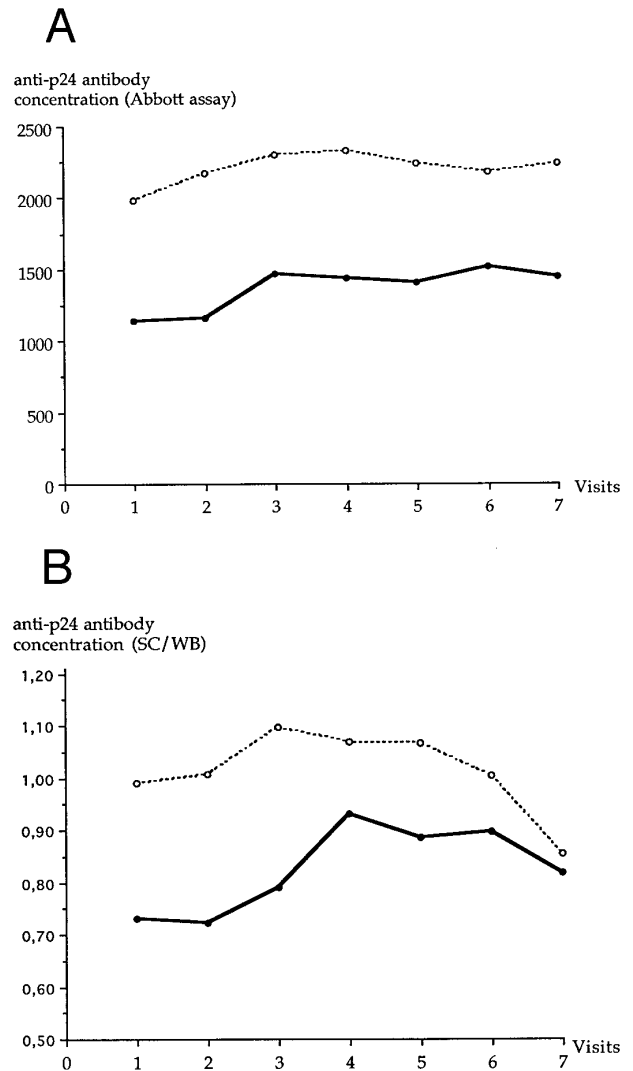 A
anti-p24 antibody
concentration (Abbott assay)
2500
2000
1500
1000
500
0
0 1 2 3 4 5 6 7 Visits
B
anti-p24 antibody
concentration (SC/WB)
1,20
1,10
1,00
0,90
0,80
0,70
0,60
0,50
0 1 2 3 4 5 6 7 Visits